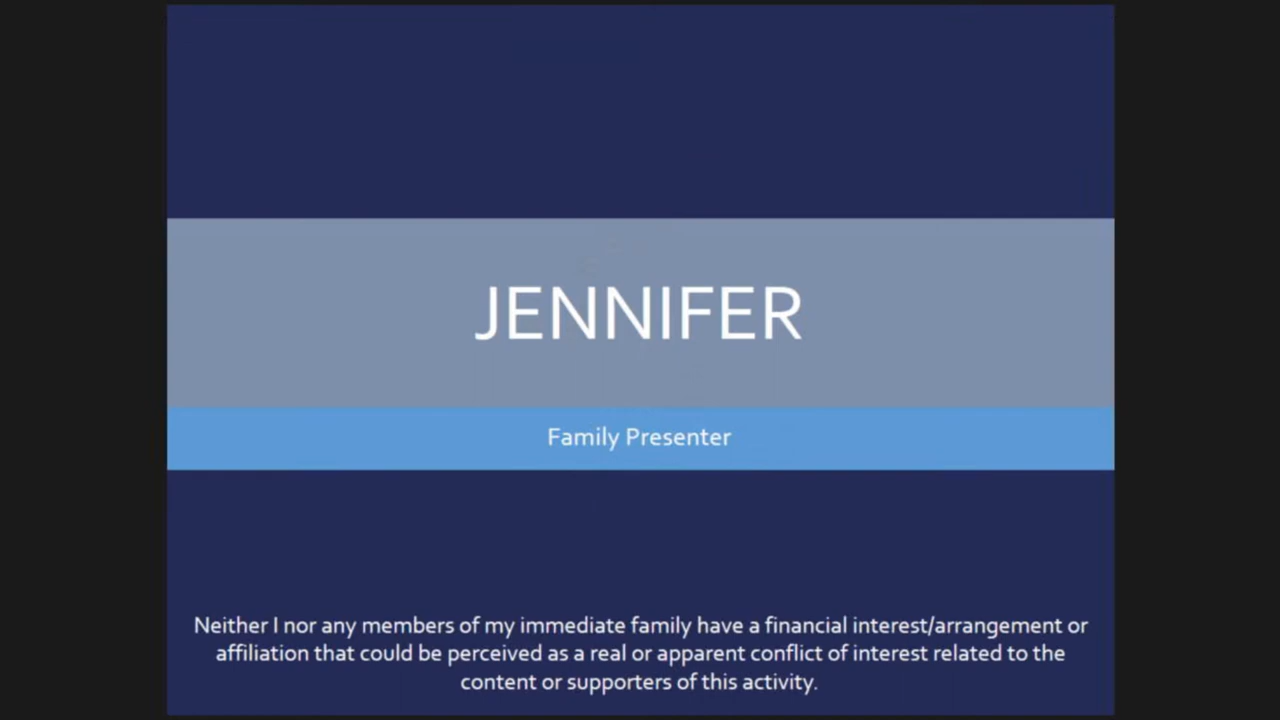 JENNIFER
Family Presenter
Neither I nor any members of my immediate family have a financial interest/arrangement or
affiliation that could be perceived as a real or apparent conflict of interest related to the
content or supporters of this activity.